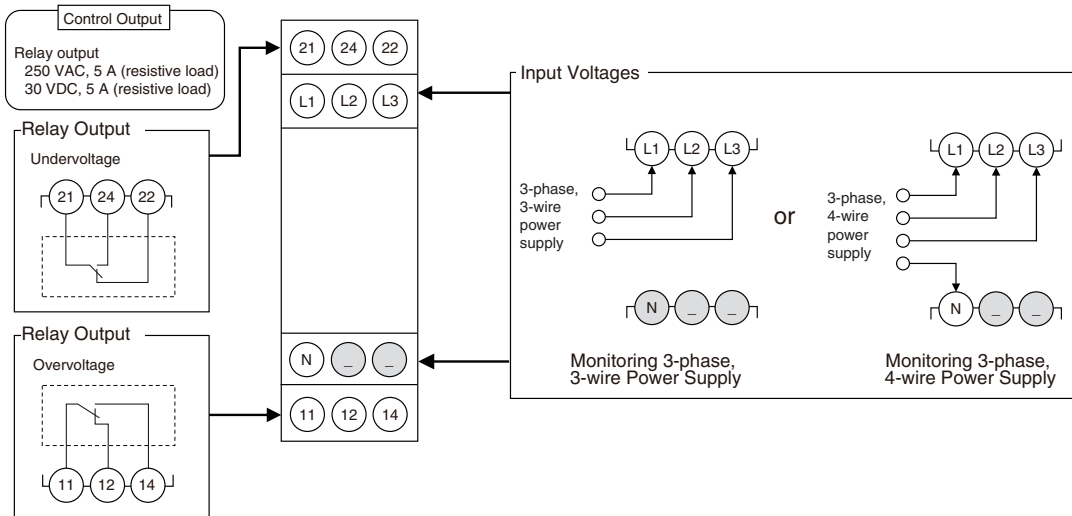 Control Output
Relay output
250 VAC, 5 A (resistive load)
30 VDC, 5 A (resistive load)
Relay Output
Undervoltage
21 24 22
Relay Output
Overvoltage
11 12 14
21 24 22
L1 L2 L3
N _ _
11 12 14
Input Voltages
L1 L2 L3
3-phase,
3-wire
power
supply
N _ _
Monitoring 3-phase,
3-wire Power Supply
or
L1 L2 L3
3-phase,
4-wire
power
supply
N _ _
Monitoring 3-phase,
4-wire Power Supply